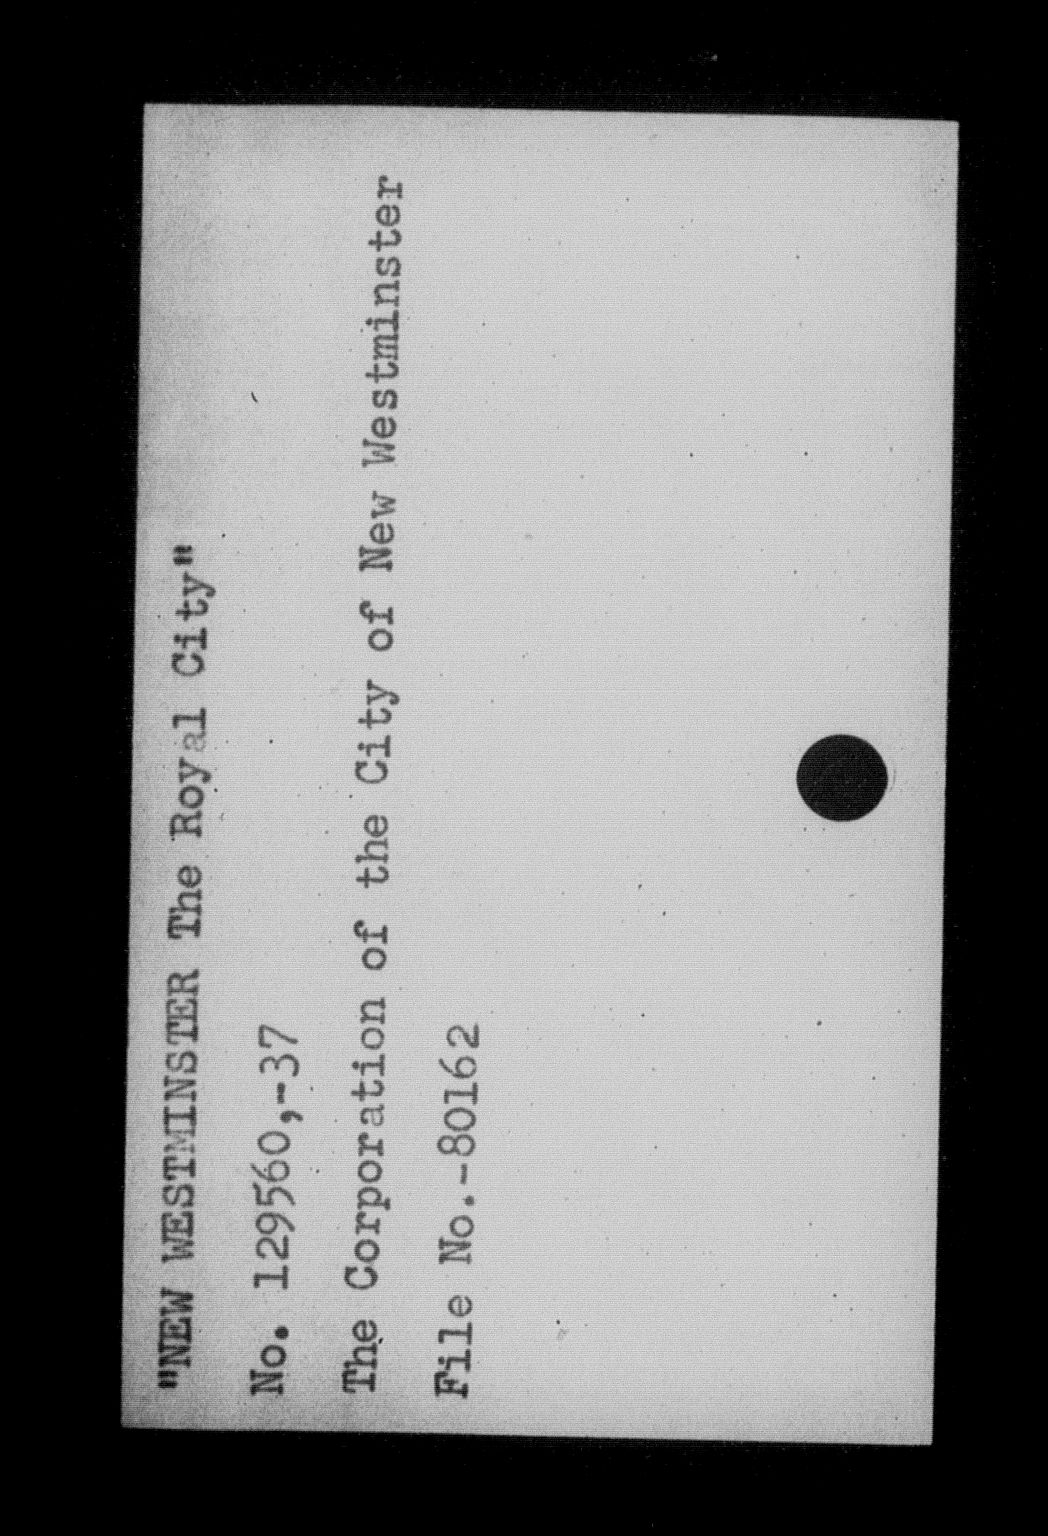 "NEW WESTMINSTER The Royal City"
No. 129560,-37
The Corporation of the City of New Westminster
File No.-80162